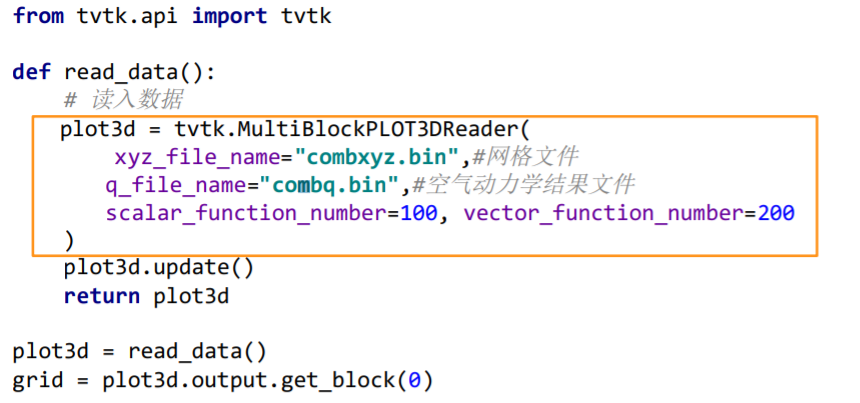 from tvtk.api import tvtk
def read_data():
# 读入数据
plot3d = tvtk.MultiBlockPLOT3DReader(
xyz_file_name="combxyz.bin",#网格文件
q_file_name="combq.bin",#空气动力学结果文件
scalar_function_number=100, vector_function_number=200
)
plot3d.update()
return plot3d
plot3d = read_data()
grid = plot3d.output.get_block(0)